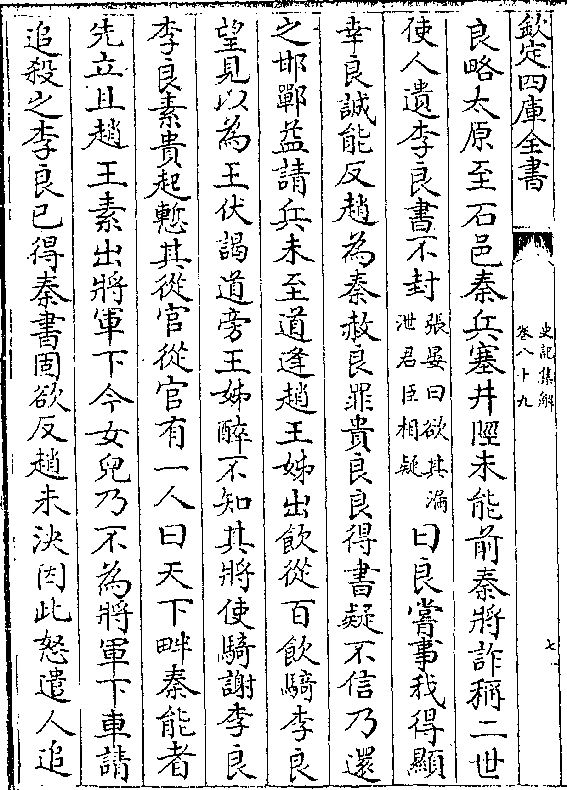 欽定四庫全書
史記集解
卷八十九
七
良略太原至石邑秦兵塞井陘未能前秦將詐稱二世
使人遺李良書不封張晏曰欲其漏泄君臣相疑曰良嘗事我得顯
幸良誠能反趙為秦赦良罪貴良良得書疑不信乃還
之邯鄲益請兵未至道逢趙王姊出飲從百飲騎李良
望見以為王伏謁道旁王姊醉不知其將使騎謝李良
李良素貴起慙其從官從官有一人曰天下畔秦能者
先立且趙王素出將軍下今女兒乃不為將軍下車請
追殺之李良已得秦書固欲反趙未決因此怒遣人追